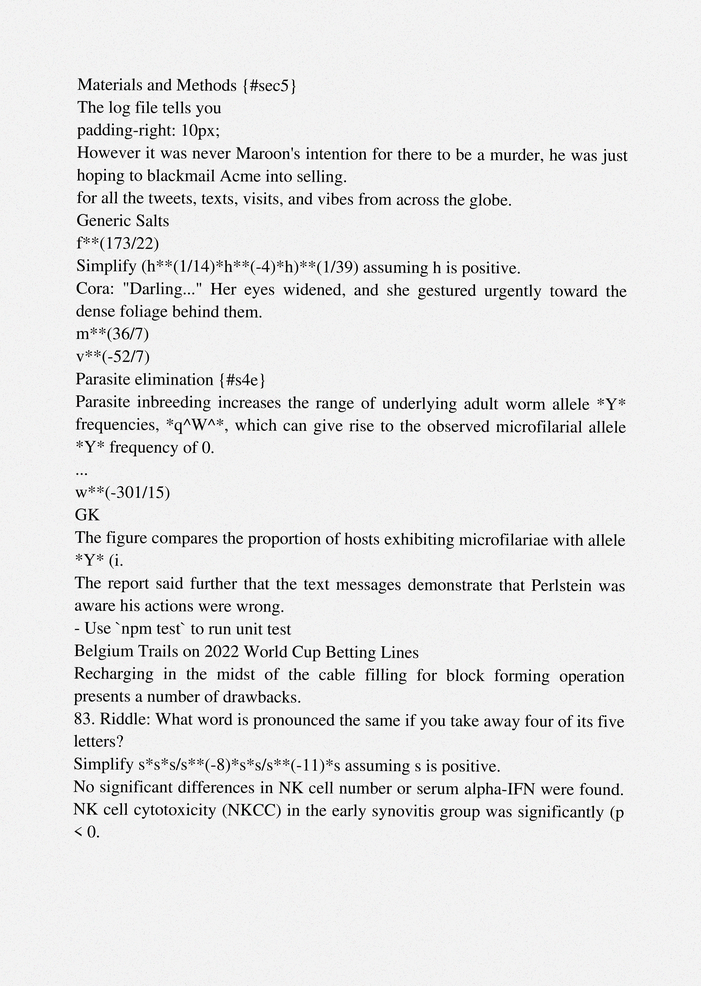 Materials and Methods {#sec5}
The log file tells you
padding-right: 10px;
However it was never Maroon's intention for there to be a murder, he was just
hoping to blackmail Acme into selling.
for all the tweets, texts, visits, and vibes from across the globe.
Generic Salts
f**(173/22)
Simplify (h**(1/14)*h**(-4)*h)**(1/39) assuming h is positive.
Cora: "Darling..." Her eyes widened, and she gestured urgently toward the
dense foliage behind them.
m**(36/7)
v**(-52/7)
Parasite elimination {#s4e}
Parasite inbreeding increases the range of underlying adult worm allele *Y*
frequencies, *q^W^*, which can give rise to the observed microfilarial allele
*Y* frequency of 0.
...
w**(-301/15)
GK
The figure compares the proportion of hosts exhibiting microfilariae with allele
*Y* (i.
The report said further that the text messages demonstrate that Perlstein was
aware his actions were wrong.
- Use `npm test` to run unit test
Belgium Trails on 2022 World Cup Betting Lines
Recharging in the midst of the cable filling for block forming operation
presents a number of drawbacks.
83. Riddle: What word is pronounced the same if you take away four of its five
letters?
Simplify s*s*s/s**(-8)*s*s/s**(-11)*s assuming s is positive.
No significant differences in NK cell number or serum alpha-IFN were found.
NK cell cytotoxicity (NKCC) in the early synovitis group was significantly (p
< 0.